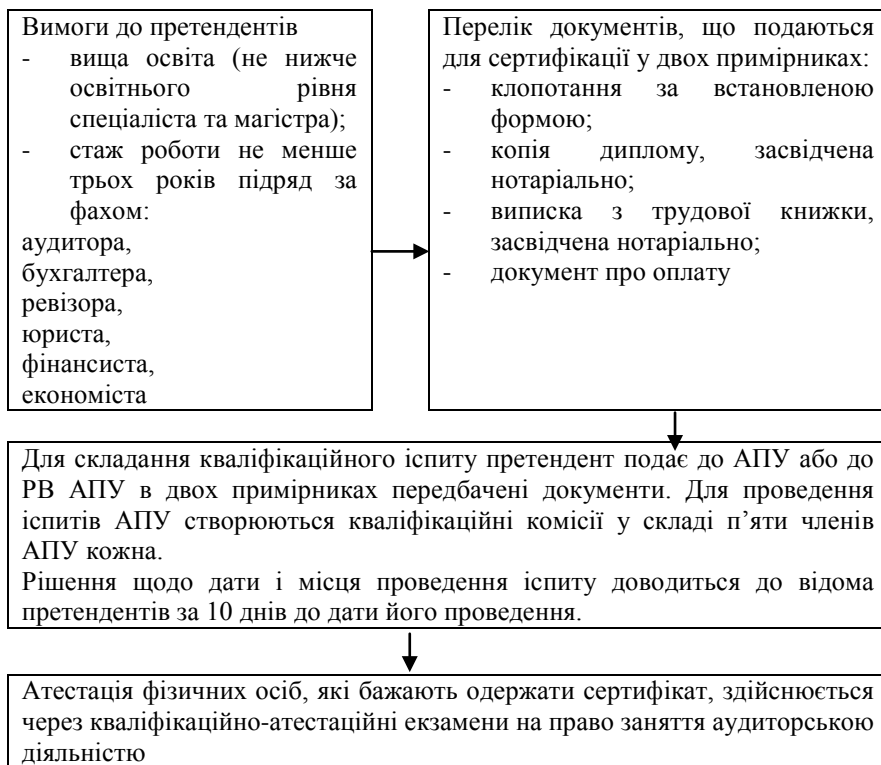 Вимоги до претендентів
- вища освіта (не нижче
освітнього рівня
спеціаліста та магістра);
- стаж роботи не менше
трьох років підряд за
фахом:
аудитора,
бухгалтера,
ревізора,
юриста,
фінансиста,
економіста
Перелік документів, що подаються
для сертифікації у двох примірниках:
- клопотання за встановленою
формою;
- копія диплому, засвідчена
нотаріально;
- виписка з трудової книжки,
засвідчена нотаріально;
- документ про оплату
Для складання кваліфікаційного іспиту претендент подає до АПУ або до
РВ АПУ в двох примірниках передбачені документи. Для проведення
іспитів АПУ створюються кваліфікаційні комісії у складі п’яти членів
АПУ кожна.
Рішення щодо дати і місця проведення іспиту доводиться до відома
претендентів за 10 днів до дати його проведення.
Атестація фізичних осіб, які бажають одержати сертифікат, здійснюється
через кваліфікаційно-атестаційні екзамени на право заняття аудиторською
діяльністю